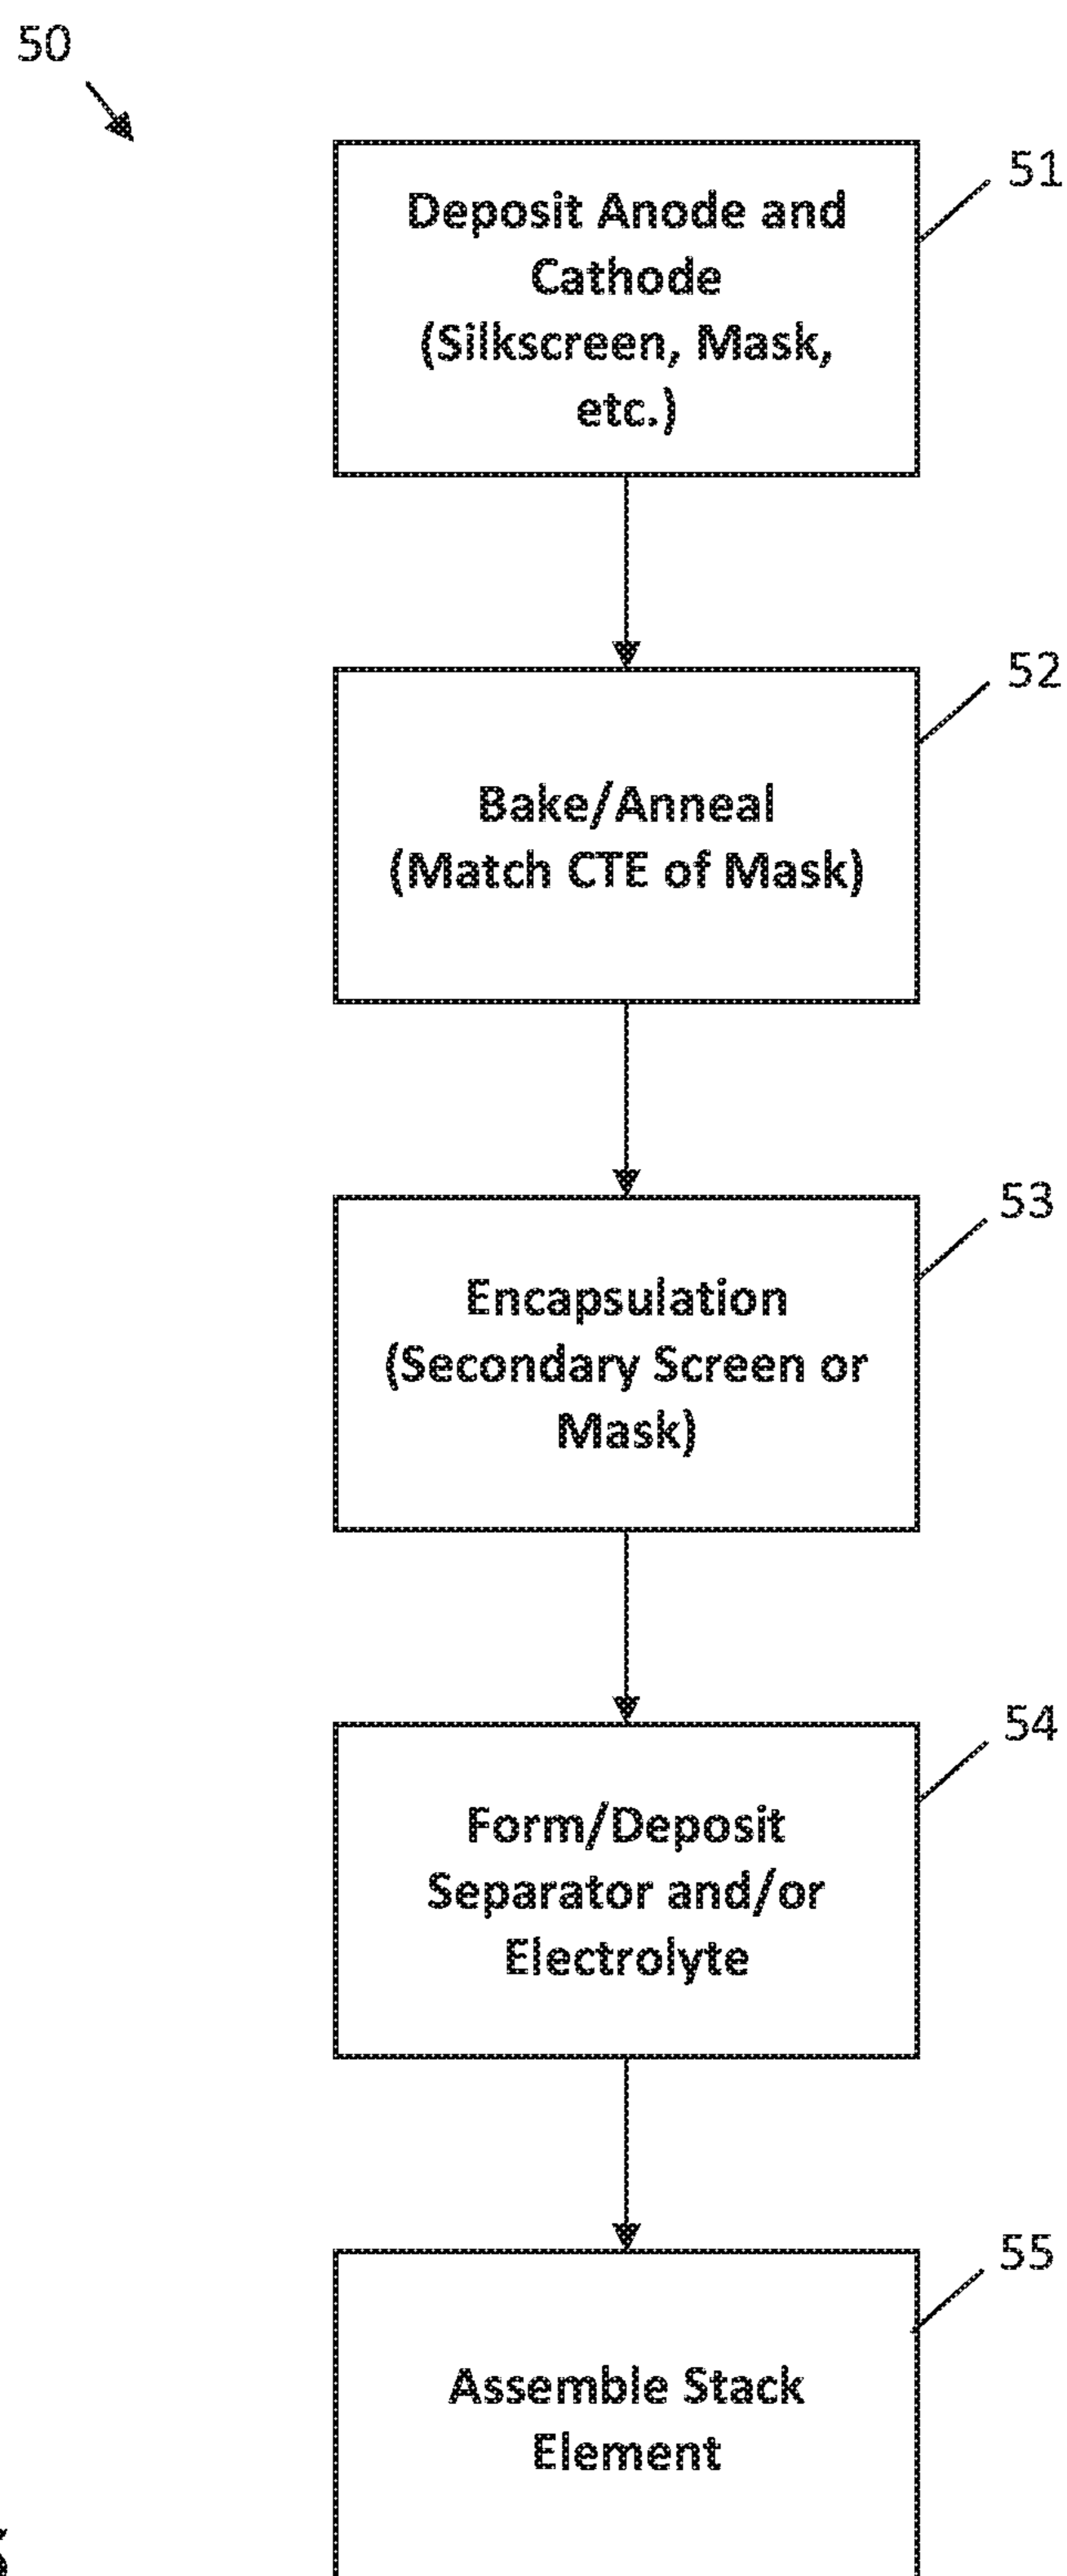 50
51
Deposit Anode and
Cathode
(Silkscreen, Mask,
etc.)
52
Bake/Anneal
(Match CTE of Mask)
53
Encapsulation
(Secondary Screen or
Mask)
54
Form/Deposit
Separator and/or
Electrolyte
55
Assemble Stack
Element